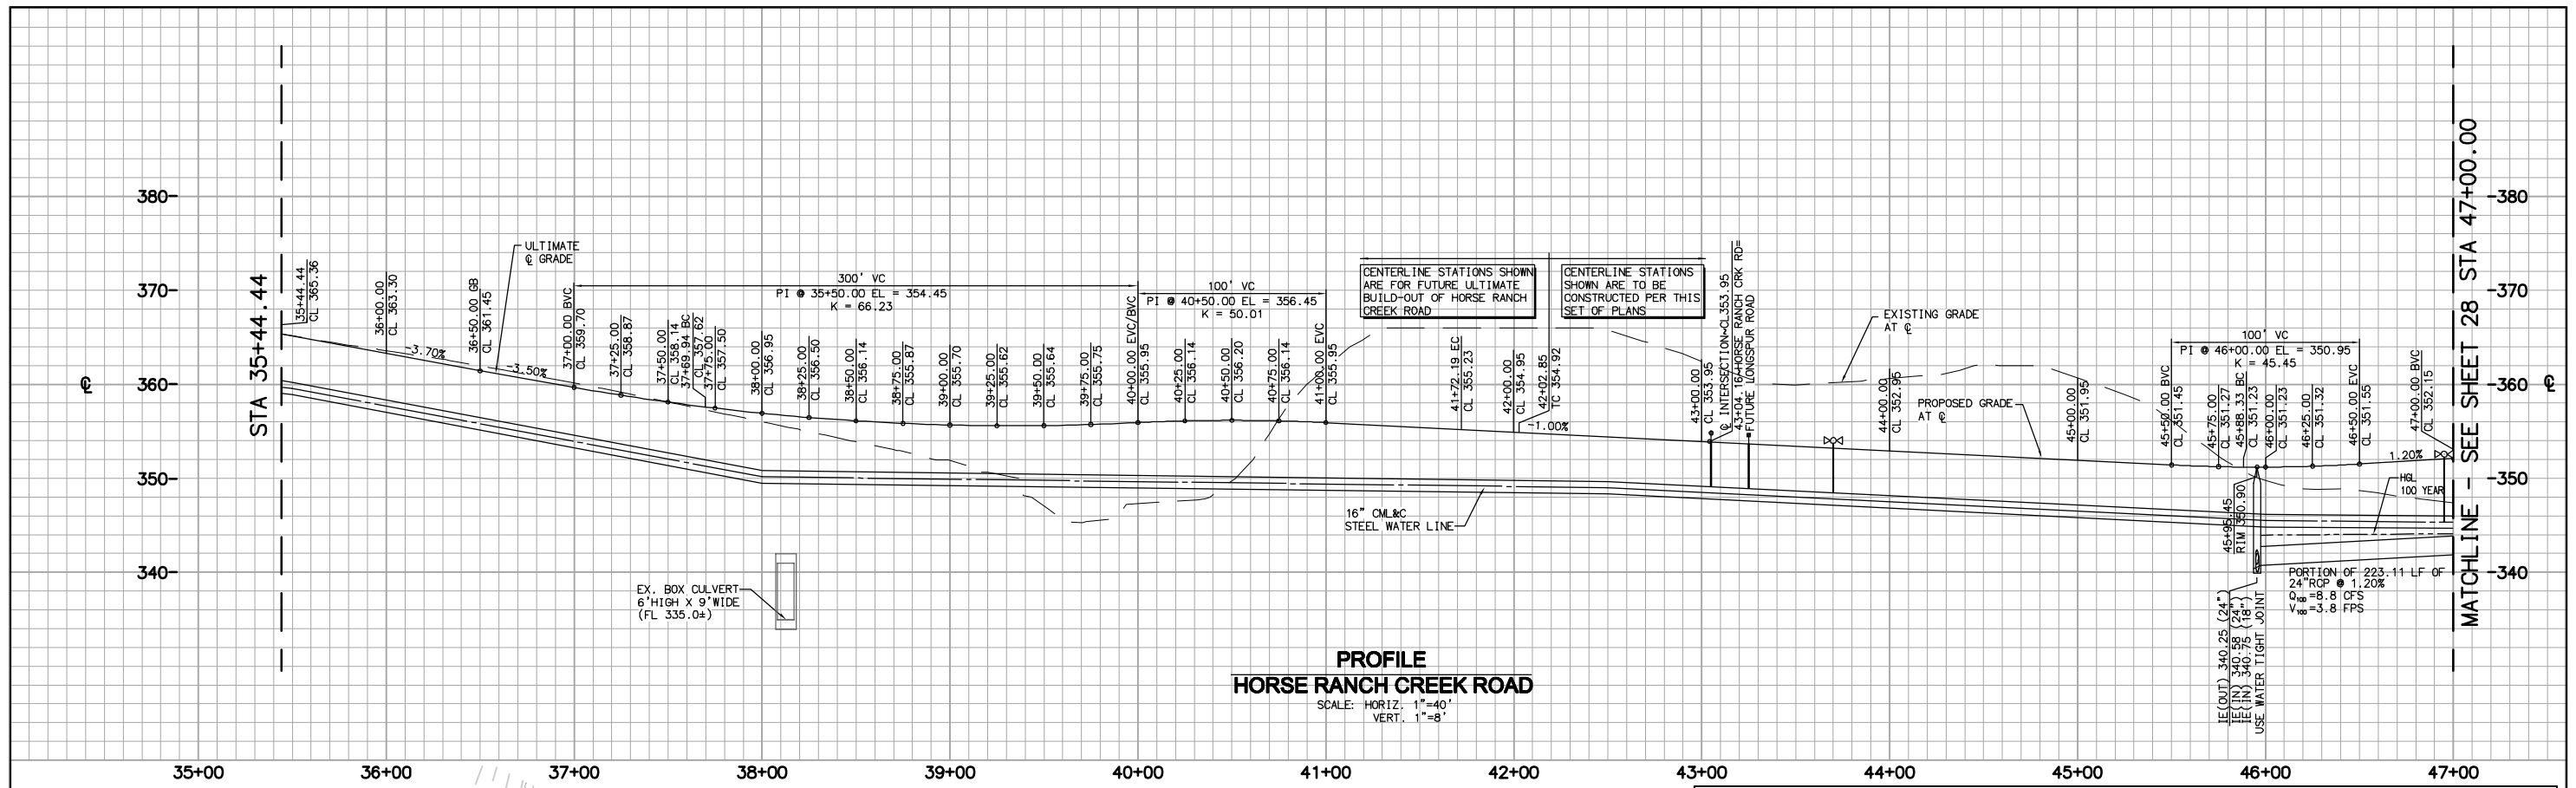 380
370
360
350
340
℄
STA 35+44.44
35+44.44
CL 365.36
36+00.00
CL 363.30
-3.70%
36+50.00 GB
CL 361.45
ULTIMATE
℄ GRADE
-3.50%
37+00.00 BVC
CL 359.70
37+25.00
CL 358.87
37+50.00
CL 358.14
37+69.94 BC
CL 357.62
37+75.00
CL 357.50
300' VC
PI @ 35+50.00 EL = 354.45
K = 66.23
38+00.00
CL 356.95
38+25.00
CL 356.50
38+50.00
CL 356.14
38+75.00
CL 355.87
39+00.00
CL 355.70
39+25.00
CL 355.62
39+50.00
CL 355.64
39+75.00
CL 355.75
40+00.00 EVC/BVC
CL 355.95
100' VC
PI @ 40+50.00 EL = 356.45
K = 50.01
40+25.00
CL 356.14
40+50.00
CL 356.20
40+75.00
CL 356.14
41+00.00 EVC
CL 355.95
CENTERLINE STATIONS SHOWN
ARE FOR FUTURE ULTIMATE
BUILD-OUT OF HORSE RANCH
CREEK ROAD
CENTERLINE STATIONS
SHOWN ARE TO BE
CONSTRUCTED PER THIS
SET OF PLANS
41+72.19 EC
CL 355.23
42+00.00
CL 354.95
42+02.85
TC 354.92
-1.00%
43+00.00
CL 353.95
℄ INTERSECTION~CL353.95
43+04.16~HORSE RANCH CRK RD=
FUTURE LONGSPUR ROAD
EXISTING GRADE
AT ℄
44+00.00
CL 352.95
PROPOSED GRADE
AT ℄
45+00.00
CL 351.95
100' VC
PI @ 46+00.00 EL = 350.95
K = 45.45
45+50.00 BVC
CL 351.45
45+75.00
CL 351.27
45+88.33 BC
CL 351.23
46+00.00
CL 351.23
46+25.00
CL 351.32
46+50.00 EVC
CL 351.55
47+00.00 BVC
CL 352.15
1.20%
HGL
100 YEAR
45+95.45
RIM 350.90
IE(OUT) 340.25 (24")
IE(IN) 340.58 (24")
IE(IN) 340.75 (18")
USE WATER TIGHT JOINT
PORTION OF 223.11 LF OF
24"RCP @ 1.20%
Q100=8.8 CFS
V100=3.8 FPS
16" CML&C
STEEL WATER LINE
EX. BOX CULVERT
6'HIGH X 9'WIDE
(FL 335.0±)
MATCHLINE - SEE SHEET 28 STA 47+00.00
380
370
360
350
340
℄
PROFILE
HORSE RANCH CREEK ROAD
SCALE: HORIZ. 1"=40'
VERT. 1"=8'
35+00 36+00 37+00 38+00 39+00 40+00 41+00 42+00 43+00 44+00 45+00 46+00 47+00